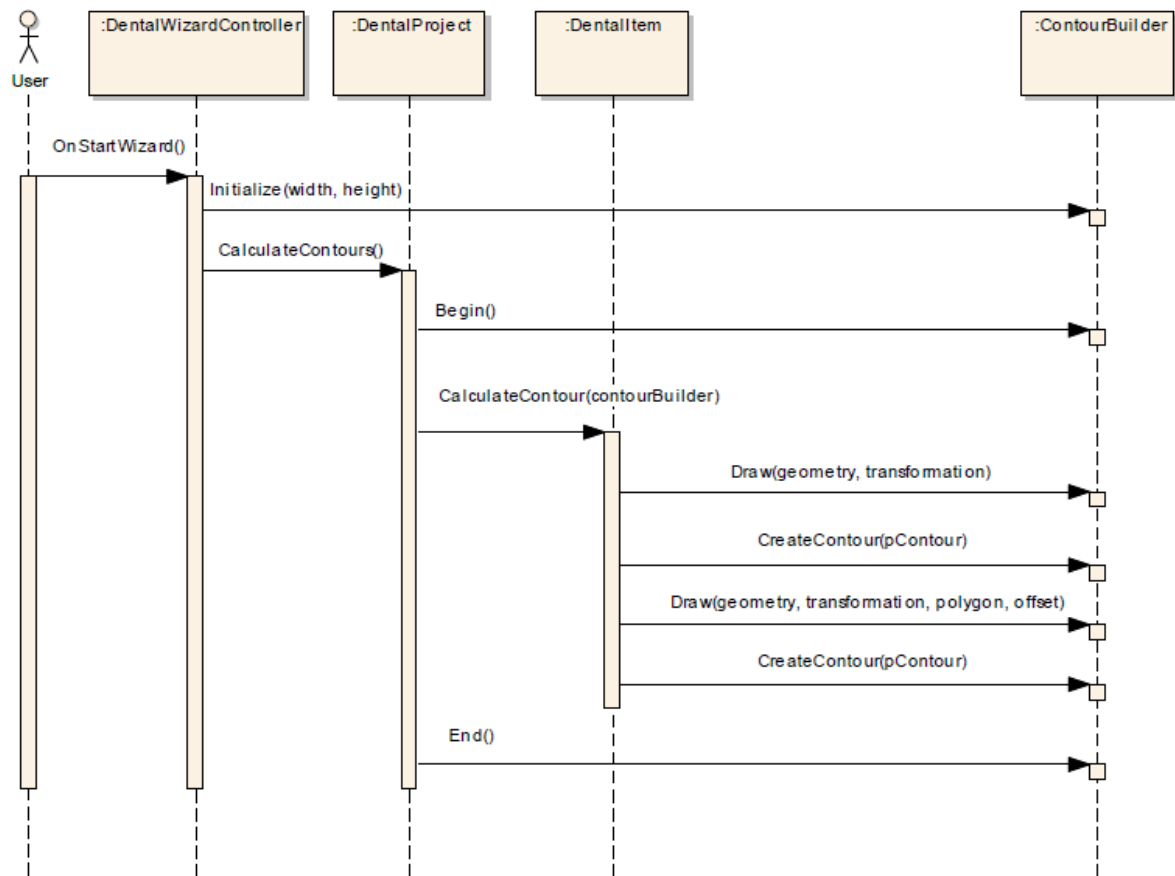 :DentalWizardController
:DentalProject
:DentalItem
:ContourBuilder
User
OnStartWizard()
Initialize(width, height)
CalculateContours()
Begin()
CalculateContour(contourBuilder)
Draw(geometry, transformation)
CreateContour(pContour)
Draw(geometry, transformation, polygon, offset)
CreateContour(pContour)
End()